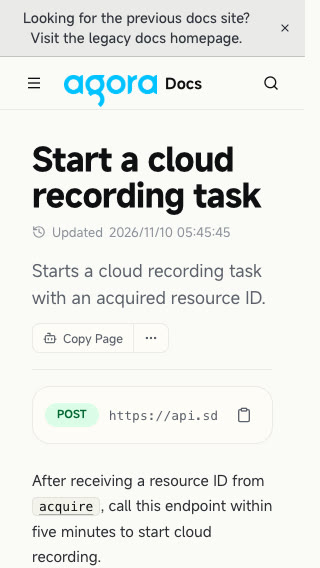 Looking for the previous docs site?
Visit the legacy docs homepage.
agora Docs
Start a cloud
recording task
Updated 2026/11/10 05:45:45
Starts a cloud recording task
with an acquired resource ID.
Copy Page
POST https://api.sd
After receiving a resource ID from
acquire, call this endpoint within
five minutes to start cloud
recording.